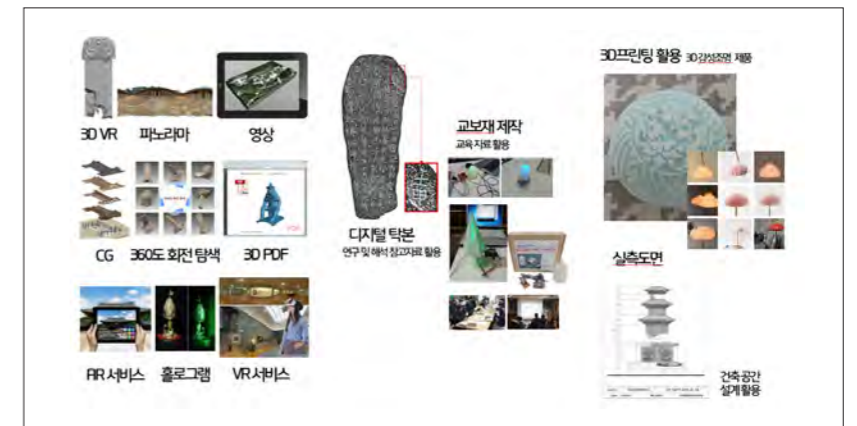 3D VR 파노라마 영상
CG 360도 회전 탐색 3D PDF
AR 서비스 홀로그램 VR 서비스
디지털 탁본
연구 및 해석 참고자료 활용
교보재 제작
교육 자료 활용
3D프린팅 활용 3D 감성조명 제품
실측도면
건축 공간
설계 활용